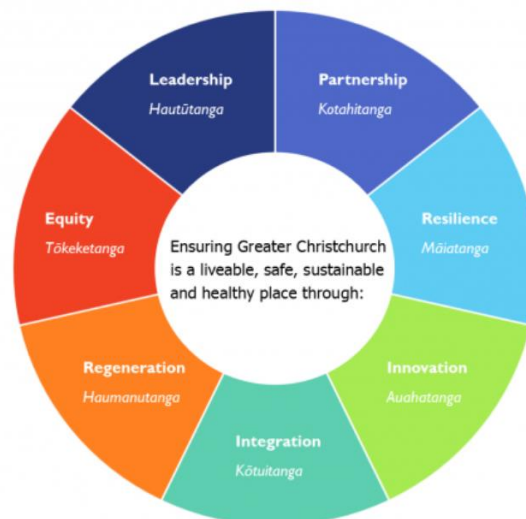 Leadership
Hautūtanga
Partnership
Kotahitanga
Resilience
Māiatanga
Innovation
Auahatanga
Integration
Kōtuitanga
Regeneration
Haumanutanga
Equity
Tōkeketanga
Ensuring Greater Christchurch
is a liveable, safe, sustainable
and healthy place through: